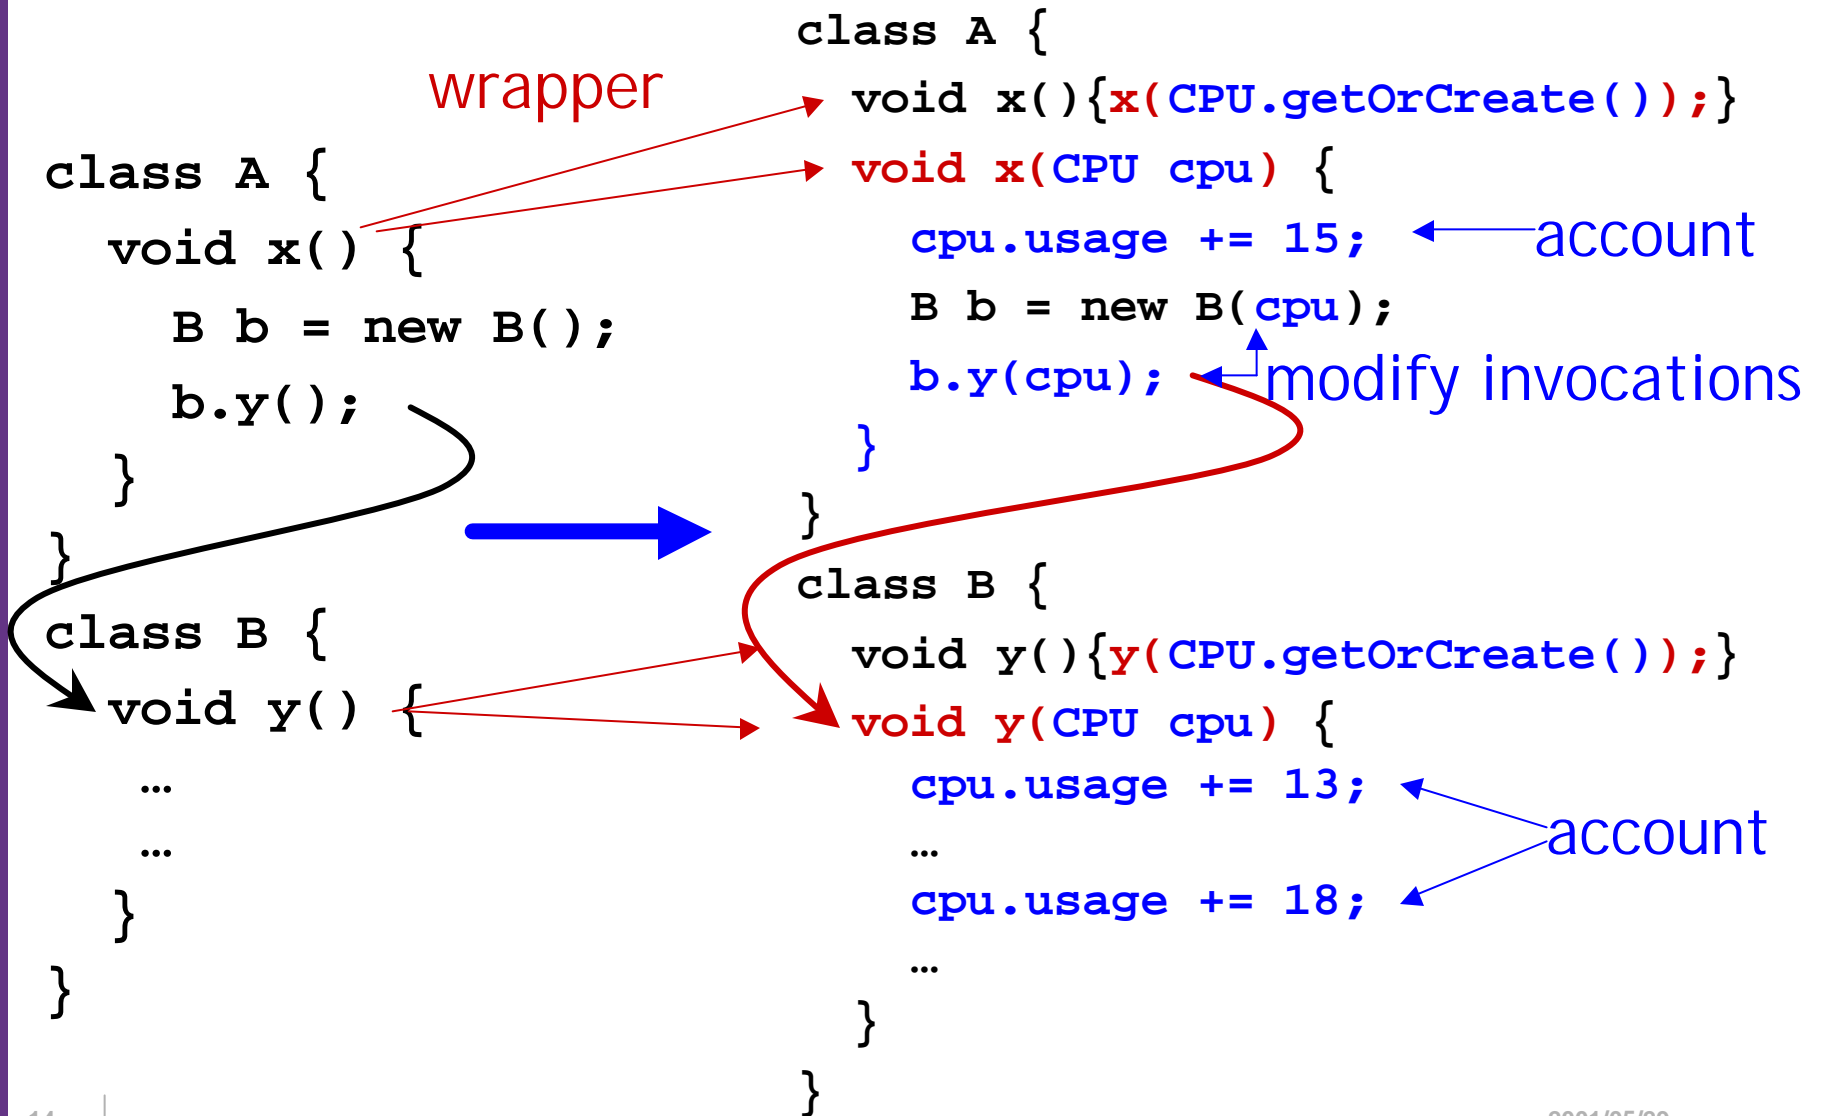 wrapper
class A {
void x() {
B b = new B();
b.y();
}
}
class B {
void y() {
…
…
}
}
class A {
void x(){x(CPU.getOrCreate());}
void x(CPU cpu) {
cpu.usage += 15;
account
B b = new B(cpu);
b.y(cpu);
modify invocations
}
}
class B {
void y(){y(CPU.getOrCreate());}
void y(CPU cpu) {
cpu.usage += 13;
…
account
cpu.usage += 18;
…
}
}